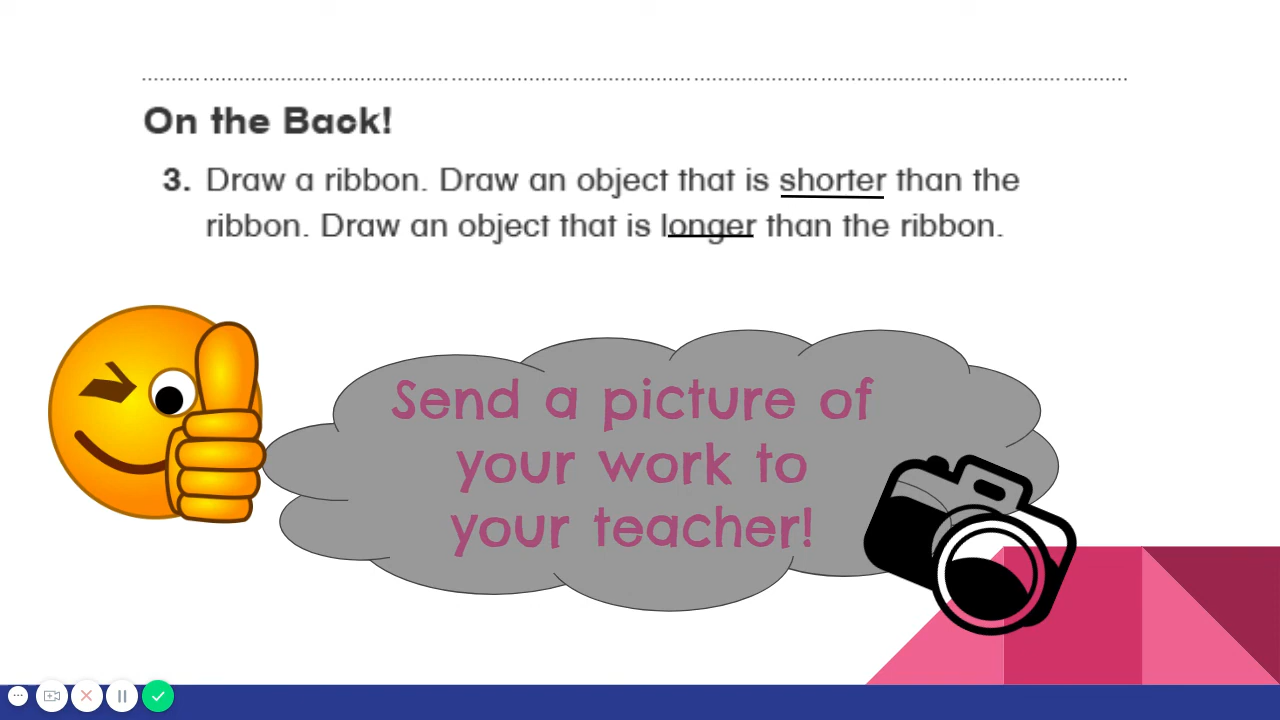 On the Back!
3. Draw a ribbon. Draw an object that is shorter than the
ribbon. Draw an object that is longer than the ribbon.
Send a picture of
your work to
your teacher!